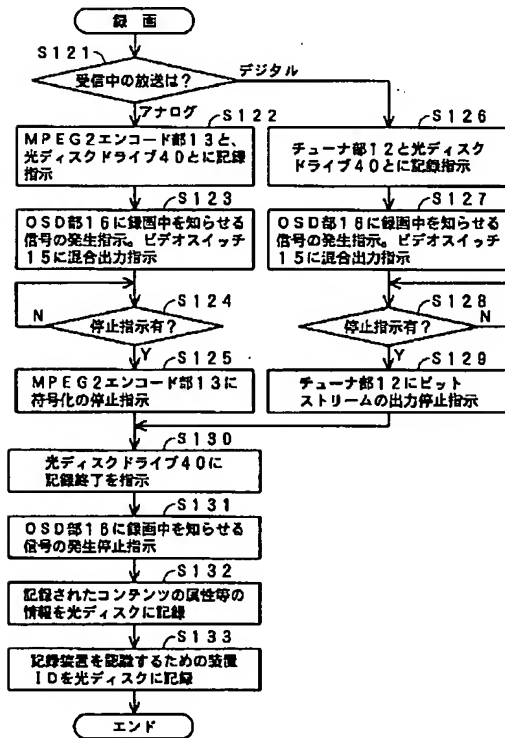 録画
S121
受信中の放送は？
デジタル
アナログ
S122
MPEG2エンコード部13と、
光ディスクドライブ40とに記録
指示
S126
チューナ部12と光ディスク
ドライブ40とに記録指示
S123
OSD部16に録画中を知らせる
信号の発生指示。ビデオスイッチ
15に混合出力指示
S127
OSD部16に録画中を知らせる
信号の発生指示。ビデオスイッチ
15に混合出力指示
S124
N
停止指示有？
Y
S128
停止指示有？
N
Y
S125
MPEG2エンコード部13に
符号化の停止指示
S129
チューナ部12にビット
ストリームの出力停止指示
S130
光ディスクドライブ40に
記録終了を指示
S131
OSD部16に録画中を知らせる
信号の発生停止指示
S132
記録されたコンテンツの属性等の
情報を光ディスクに記録
S133
記録装置を認識するための装置
IDを光ディスクに記録
エンド